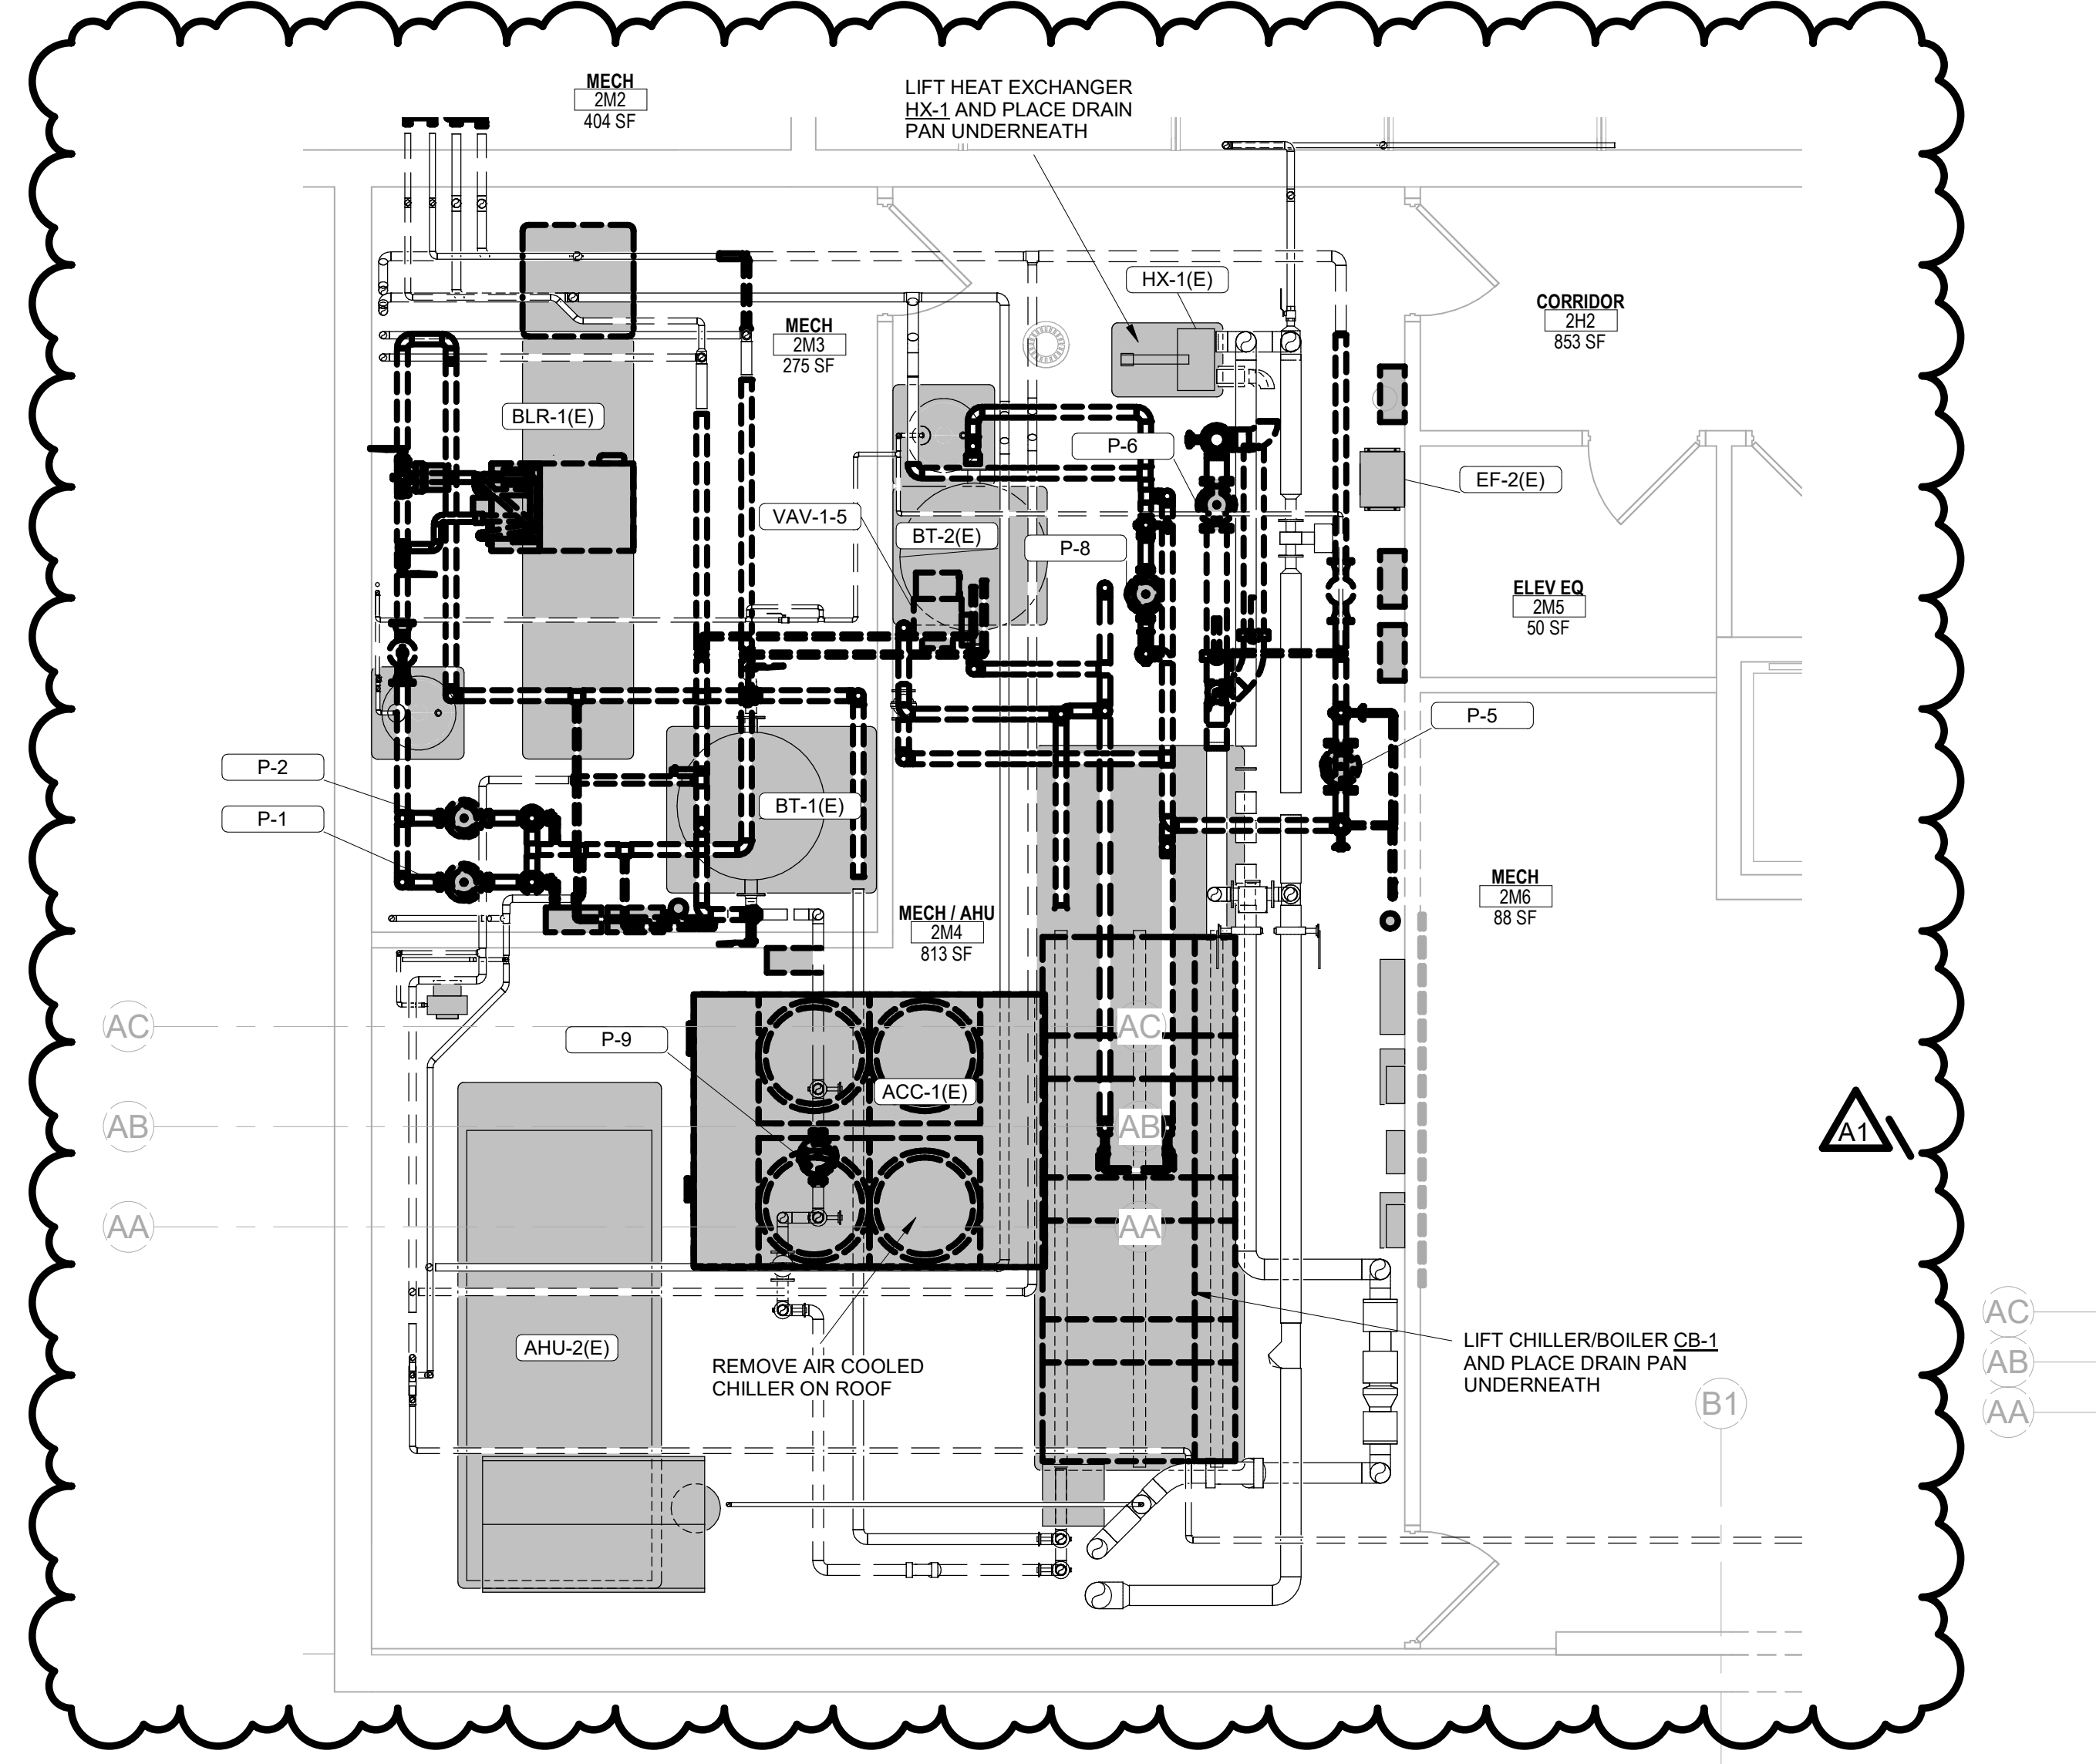 MECH
2M2
404 SF
LIFT HEAT EXCHANGER
HX-1 AND PLACE DRAIN
PAN UNDERNEATH
HX-1(E)
CORRIDOR
2H2
853 SF
MECH
2M3
275 SF
BLR-1(E)
P-6
EF-2(E)
VAV-1-5
BT-2(E)
P-8
ELEV EQ
2M5
50 SF
P-5
P-2
P-1
BT-1(E)
MECH
2M6
88 SF
MECH / AHU
2M4
813 SF
AC
P-9
AC
ACC-1(E)
AB
AB
A1
AA
AA
AHU-2(E)
REMOVE AIR COOLED
CHILLER ON ROOF
LIFT CHILLER/BOILER CB-1
AND PLACE DRAIN PAN
UNDERNEATH
B1
AC
AB
AA